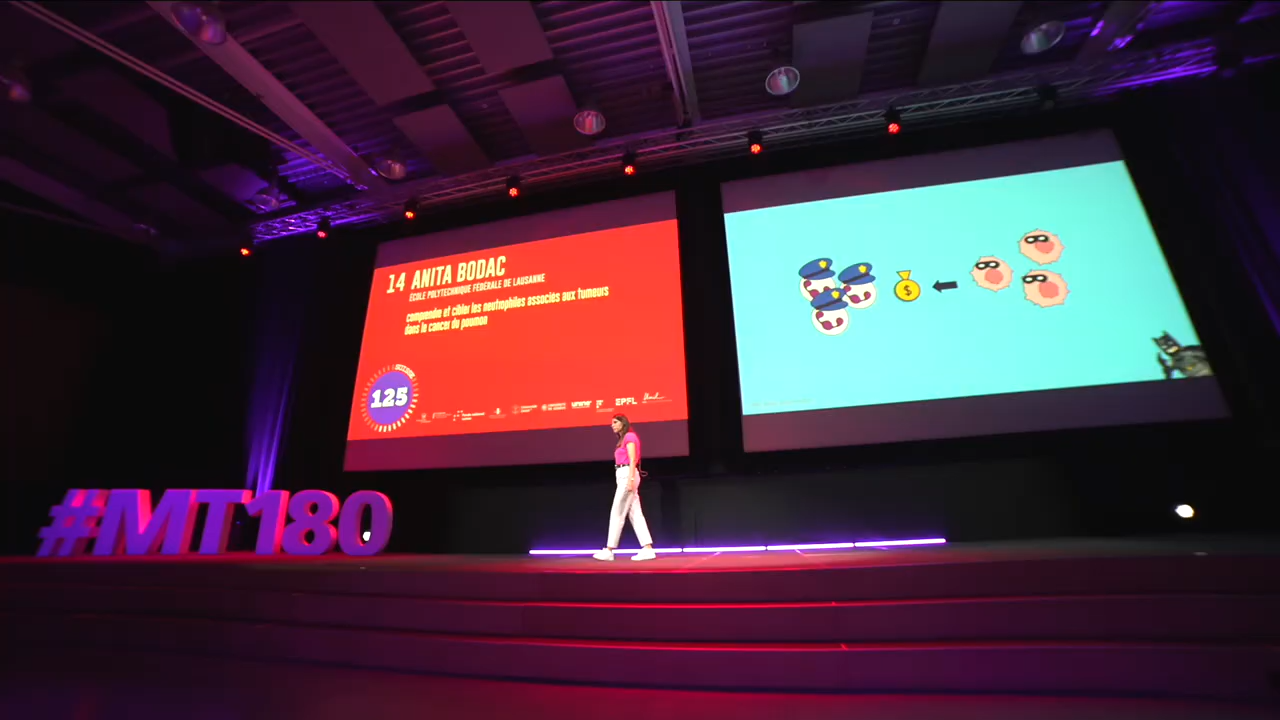 14 ANITA BODAC
ÉCOLE POLYTECHNIQUE FÉDÉRALE DE LAUSANNE
comprendre et cibler les neutrophiles associés aux tumeurs
dans le cancer du poumon
125
EPFL
$
#MT180